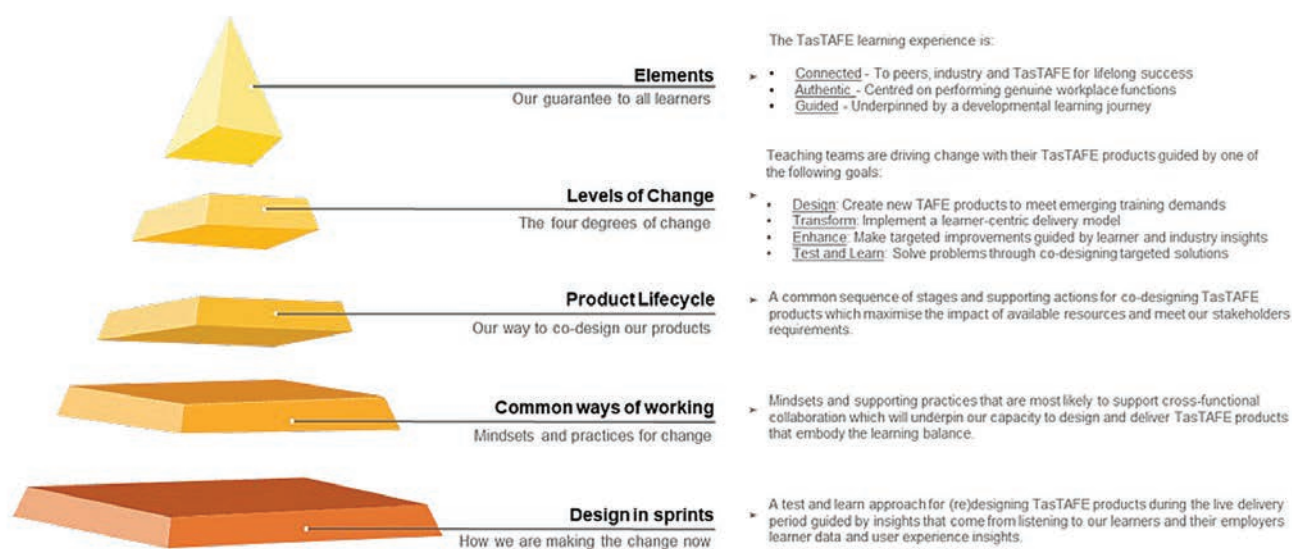 The TasTAFE learning experience is:
Elements
Our guarantee to all learners
➤ • Connected - To peers, industry and TasTAFE for lifelong success
• Authentic - Centred on performing genuine workplace functions
• Guided - Underpinned by a developmental learning journey
Teaching teams are driving change with their TasTAFE products guided by one of
the following goals:
Levels of Change
The four degrees of change
➤ • Design: Create new TAFE products to meet emerging training demands
• Transform: Implement a learner-centric delivery model
• Enhance: Make targeted improvements guided by learner and industry insights
• Test and Learn: Solve problems through co-designing targeted solutions
Product Lifecycle
Our way to co-design our products
➤ A common sequence of stages and supporting actions for co-designing TasTAFE
products which maximise the impact of available resources and meet our stakeholders
requirements.
Common ways of working
Mindsets and practices for change
➤ Mindsets and supporting practices that are most likely to support cross-functional
collaboration which will underpin our capacity to design and deliver TasTAFE products
that embody the learning balance.
Design in sprints
How we are making the change now
➤ A test and learn approach for (re)designing TasTAFE products during the live delivery
period guided by insights that come from listening to our learners and their employers
learner data and user experience insights.